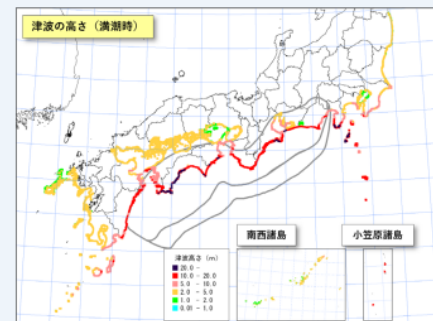 津波の高さ（満潮時）
南西諸島
小笠原諸島
津波高さ (m)
20.0 -
10.0 - 20.0
5.0 - 10.0
2.0 - 5.0
1.0 - 2.0
0.01 - 1.0